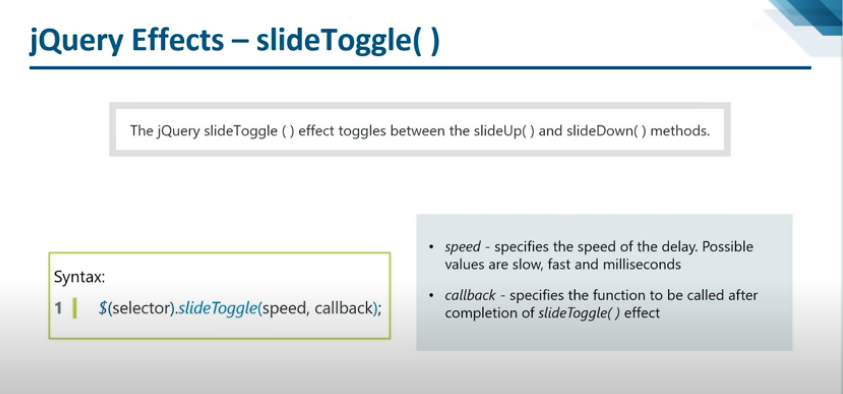 jQuery Effects – slideToggle( )
The jQuery slideToggle ( ) effect toggles between the slideUp( ) and slideDown( ) methods.
Syntax:
1 $(selector).slideToggle(speed, callback);
• speed - specifies the speed of the delay. Possible
values are slow, fast and milliseconds
• callback - specifies the function to be called after
completion of slideToggle( ) effect